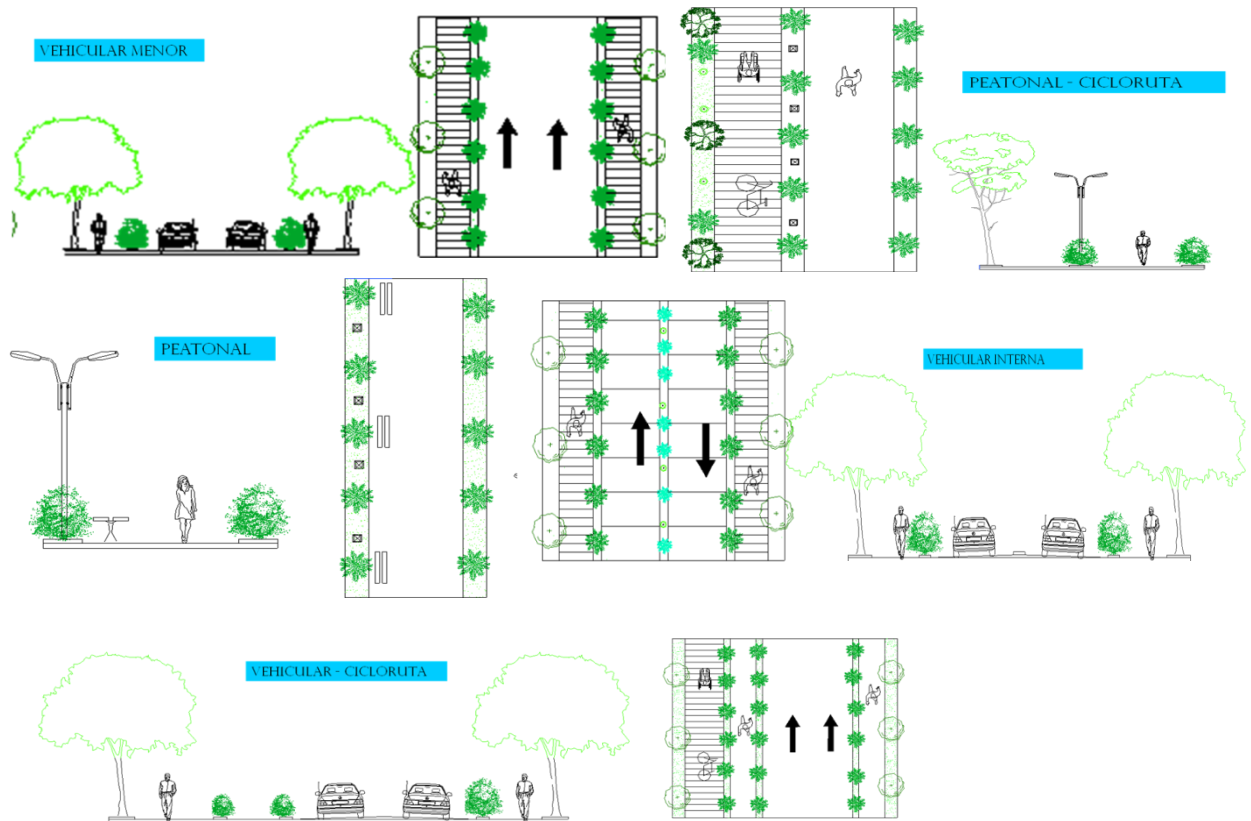 VEHICULAR MENOR
PEATONAL - CICLORUTA
PEATONAL
VEHICULAR INTERNA
e
VEHICULAR - CICLORUTA